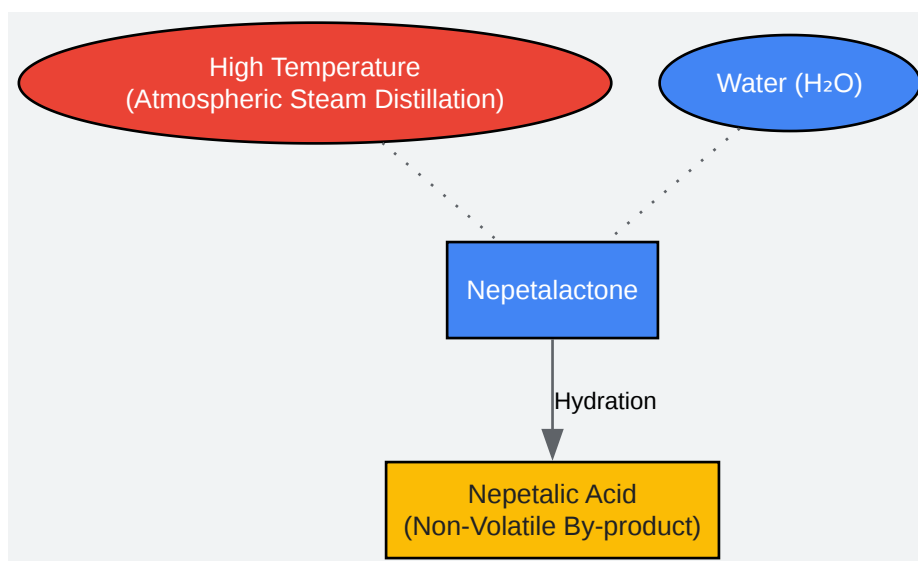 High Temperature
(Atmospheric Steam Distillation)
Water (H₂O)
Nepetalactone
Hydration
Nepetalic Acid
(Non-Volatile By-product)